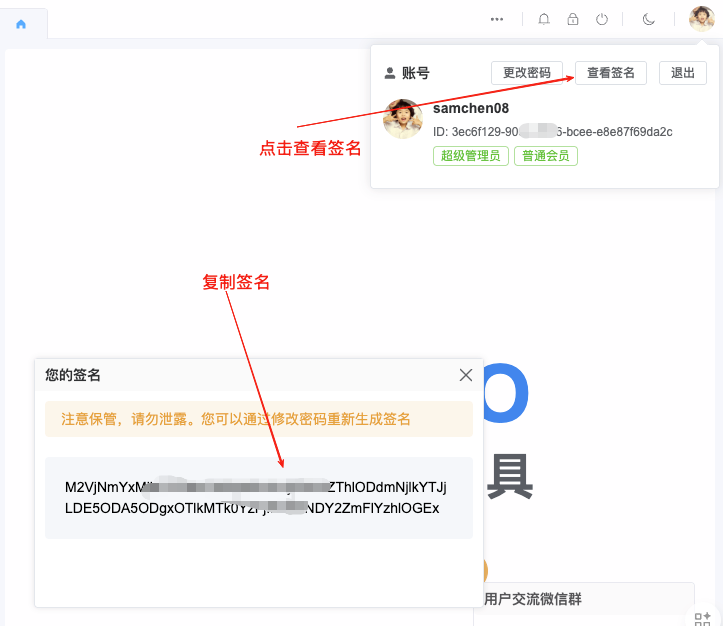 账号
更改密码
查看签名
退出
samchen08
ID: 3ec6f129-90 6-bcee-e8e87f69da2c
超级管理员
普通会员
点击查看签名
复制签名
您的签名
注意保管，请勿泄露。您可以通过修改密码重新生成签名
M2VjNmYxM ZThlODdmNjlkYTJj
LDE5ODA5ODgxOTlkMTk0Y2Fj NDY2ZmFlYzhlOGEx
O
具
用户交流微信群